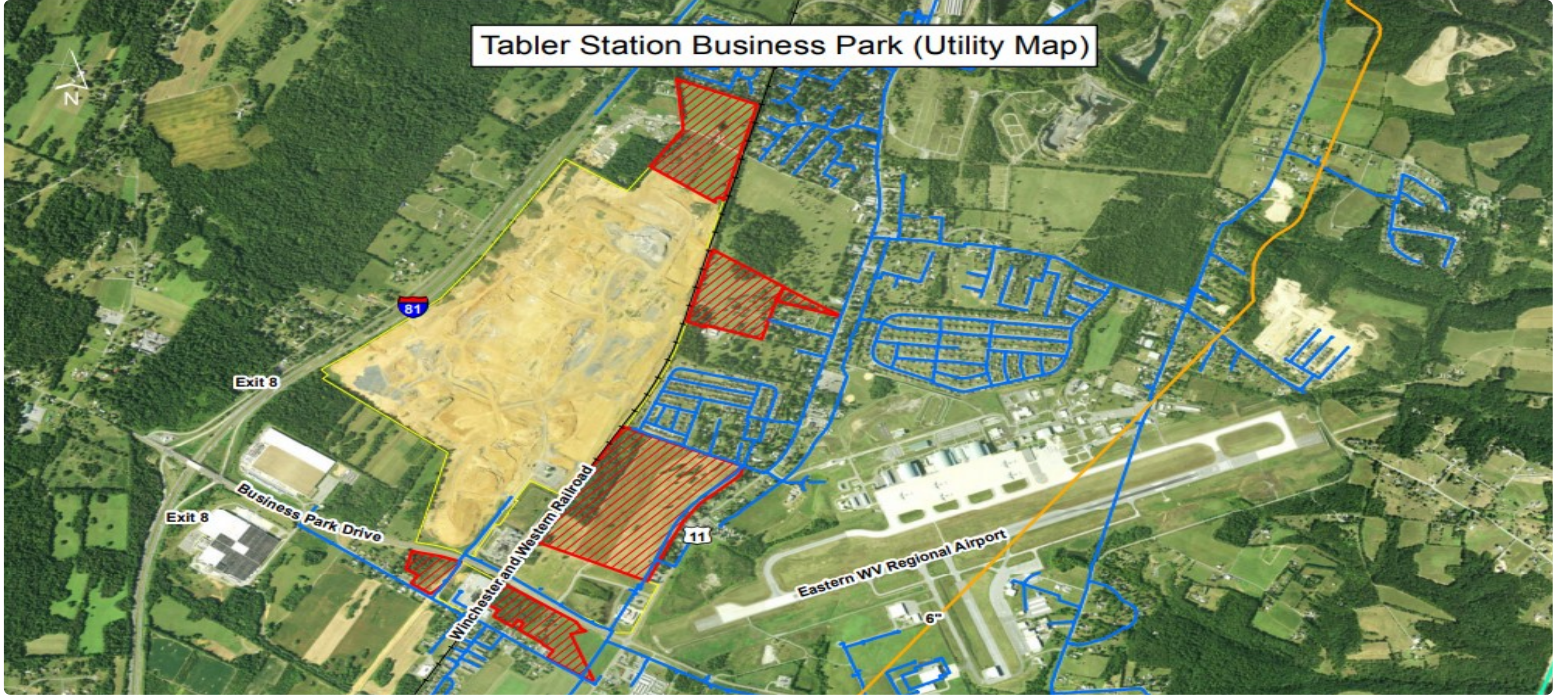 Tabler Station Business Park (Utility Map)
N
81
Exit 8
Business Park Drive
Exit 8
Winchester and Western Railroad
11
Eastern WV Regional Airport
6"